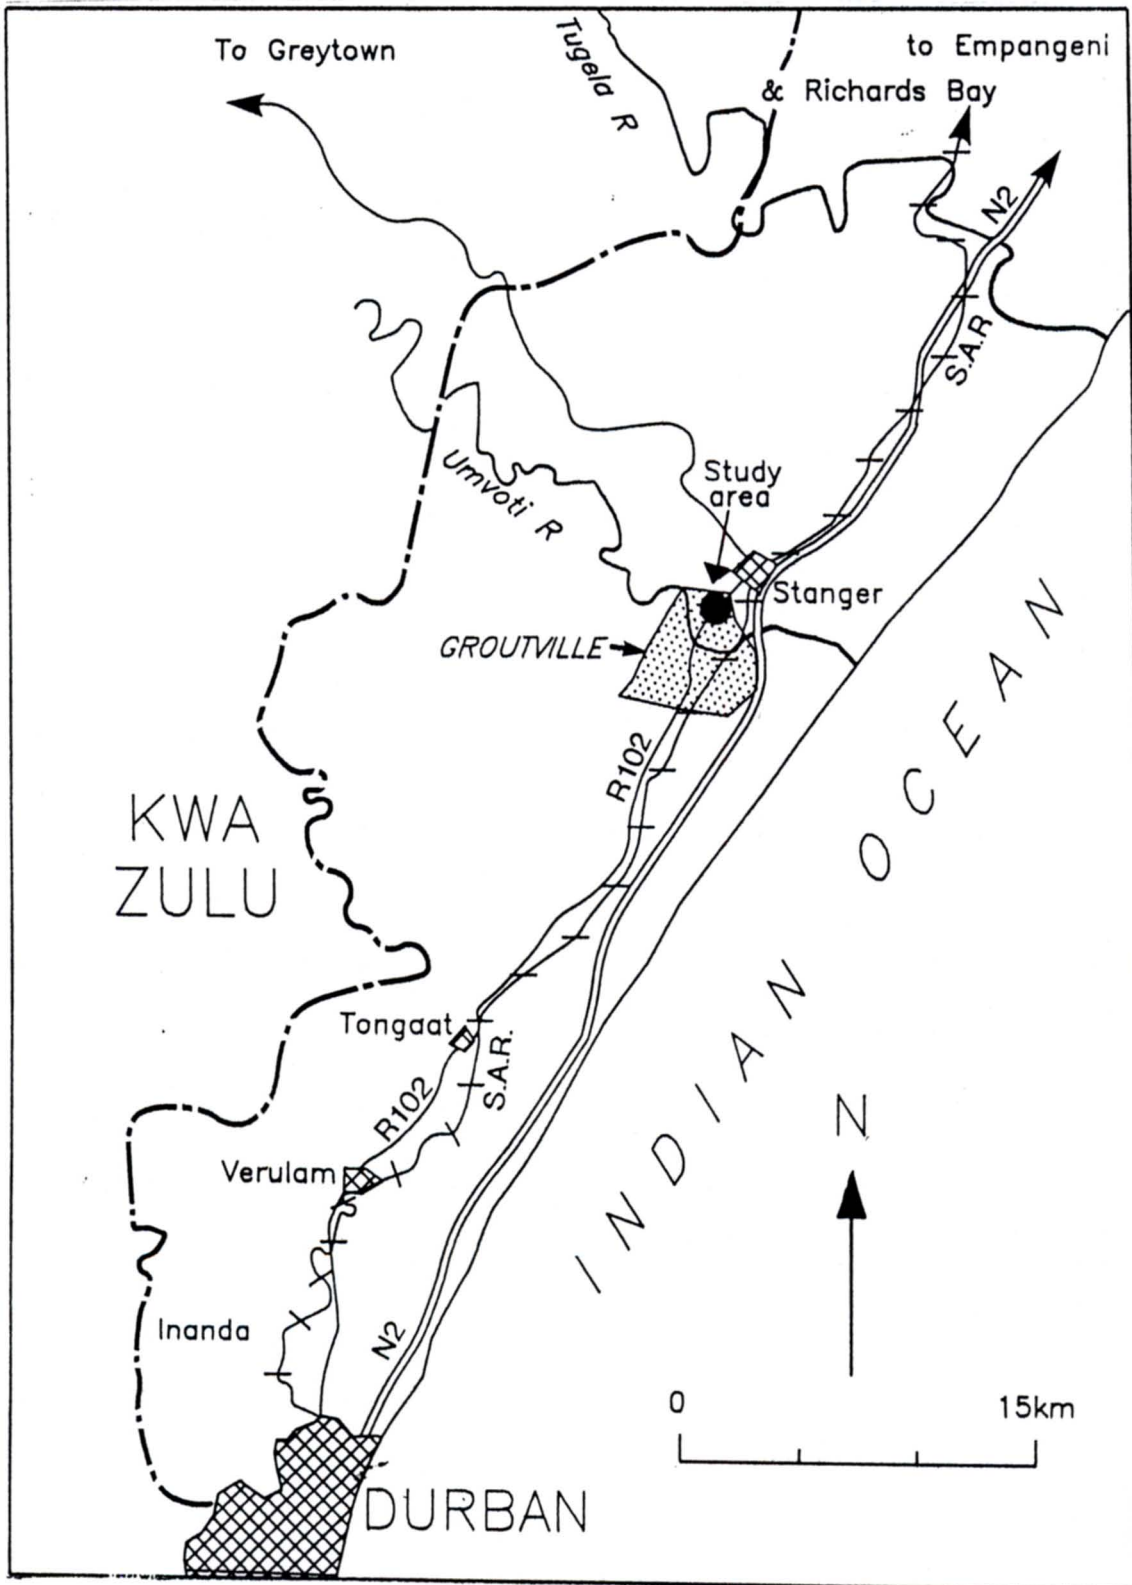 To Greytown
Tugela R
to Empangeni
& Richards Bay
N2
S.A.R
Study
area
Umvoti R
Stanger
GROUTVILLE
R102
KWA
ZULU
INDIAN OCEAN
Tongaat
S.A.R.
R102
Verulam
N
Inanda
N2
0 15km
DURBAN